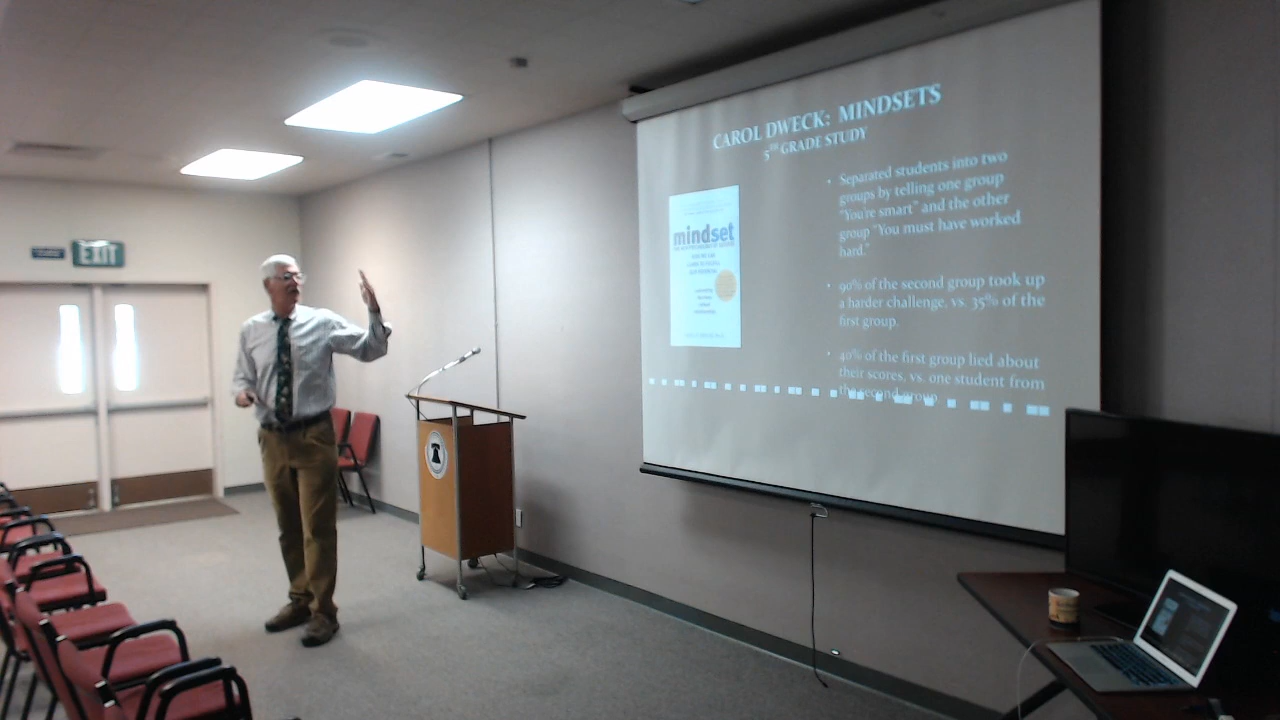 EXIT
CAROL DWECK: MINDSETS
5TH GRADE STUDY
mindset
• Separated students into two
groups by telling one group
"You're smart" and the other
group "You must have worked
hard."
• 90% of the second group took up
a harder challenge, vs. 35% of the
first group.
• 40% of the first group lied about
their scores, vs. one student from
the second group.